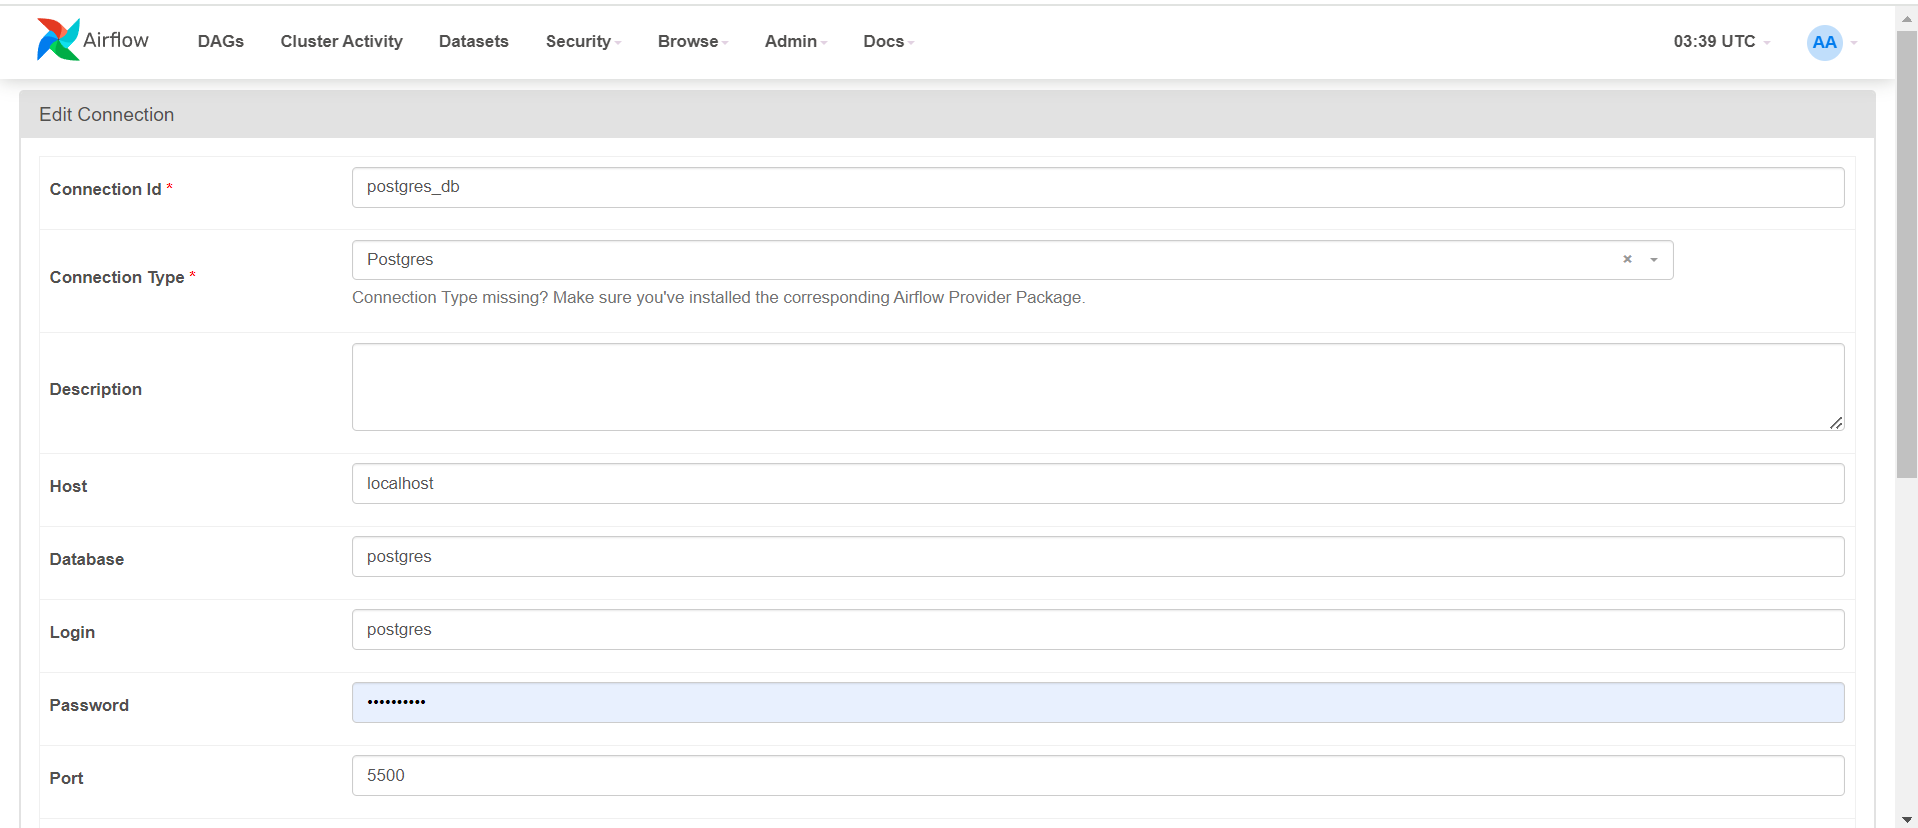 Airflow DAGs Cluster Activity Datasets Security Browse Admin Docs 03:39 UTC AA
Edit Connection
Connection Id * postgres_db
Connection Type * Postgres × 
Connection Type missing? Make sure you've installed the corresponding Airflow Provider Package.
Description
Host localhost
Database postgres
Login postgres
Password ••••••••••
Port 5500